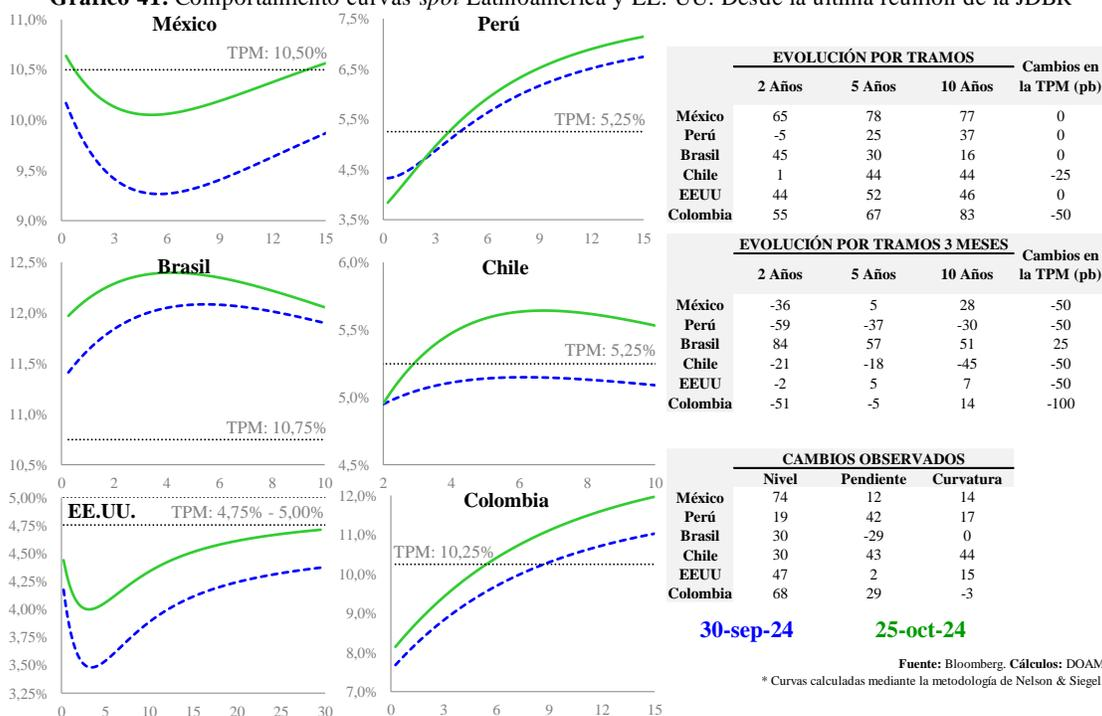 Gráfico 41. Comportamiento curvas spot Latinoamérica y EE. UU. Desde la última reunión de la JDBR
México
11,0%
10,5%
10,0%
9,5%
9,0%
TPM: 10,50%
0 3 6 9 12 15
Perú
7,5%
6,5%
5,5%
4,5%
3,5%
TPM: 5,25%
0 3 6 9 12 15
Brasil
12,5%
12,0%
11,5%
11,0%
10,5%
TPM: 10,75%
0 2 4 6 8 10
Chile
6,0%
5,5%
5,0%
4,5%
TPM: 5,25%
2 4 6 8 10
EE.UU.
5,00%
4,75%
4,50%
4,25%
4,00%
3,75%
3,50%
3,25%
TPM: 4,75% - 5,00%
0 5 10 15 20 25 30
Colombia
12,0%
11,0%
10,0%
9,0%
8,0%
7,0%
TPM: 10,25%
0 3 6 9 12 15
EVOLUCIÓN POR TRAMOS Cambios en
2 Años 5 Años 10 Años la TPM (pb)
México 65 78 77 0
Perú -5 25 37 0
Brasil 45 30 16 0
Chile 1 44 44 -25
EEUU 44 52 46 0
Colombia 55 67 83 -50
EVOLUCIÓN POR TRAMOS 3 MESES Cambios en
2 Años 5 Años 10 Años la TPM (pb)
México -36 5 28 -50
Perú -59 -37 -30 -50
Brasil 84 57 51 25
Chile -21 -18 -45 -50
EEUU -2 5 7 -50
Colombia -51 -5 14 -100
CAMBIOS OBSERVADOS
Nivel Pendiente Curvatura
México 74 12 14
Perú 19 42 17
Brasil 30 -29 0
Chile 30 43 44
EEUU 47 2 15
Colombia 68 29 -3
30-sep-24 25-oct-24
Fuente: Bloomberg. Cálculos: DOAM
* Curvas calculadas mediante la metodología de Nelson & Siegel